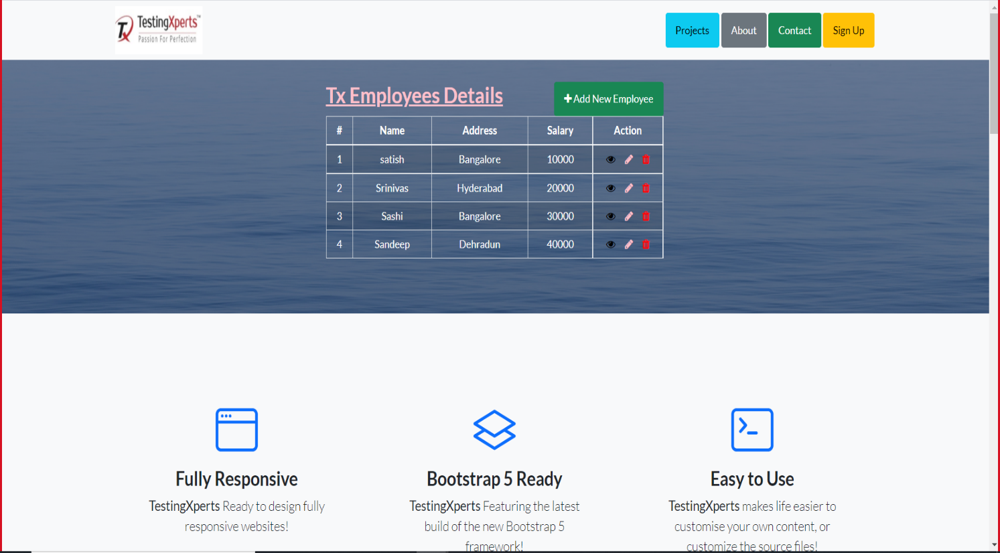 TestingXperts™
Passion For Perfection
Projects About Contact Sign Up
Tx Employees Details
Add New Employee
# Name Address Salary Action
1 satish Bangalore 10000
2 Srinivas Hyderabad 20000
3 Sashi Bangalore 30000
4 Sandeep Dehradun 40000
Fully Responsive
TestingXperts Ready to design fully
responsive websites!
Bootstrap 5 Ready
TestingXperts Featuring the latest
build of the new Bootstrap 5
framework!
Easy to Use
TestingXperts makes life easier to
customise your own content, or
customize the source files!